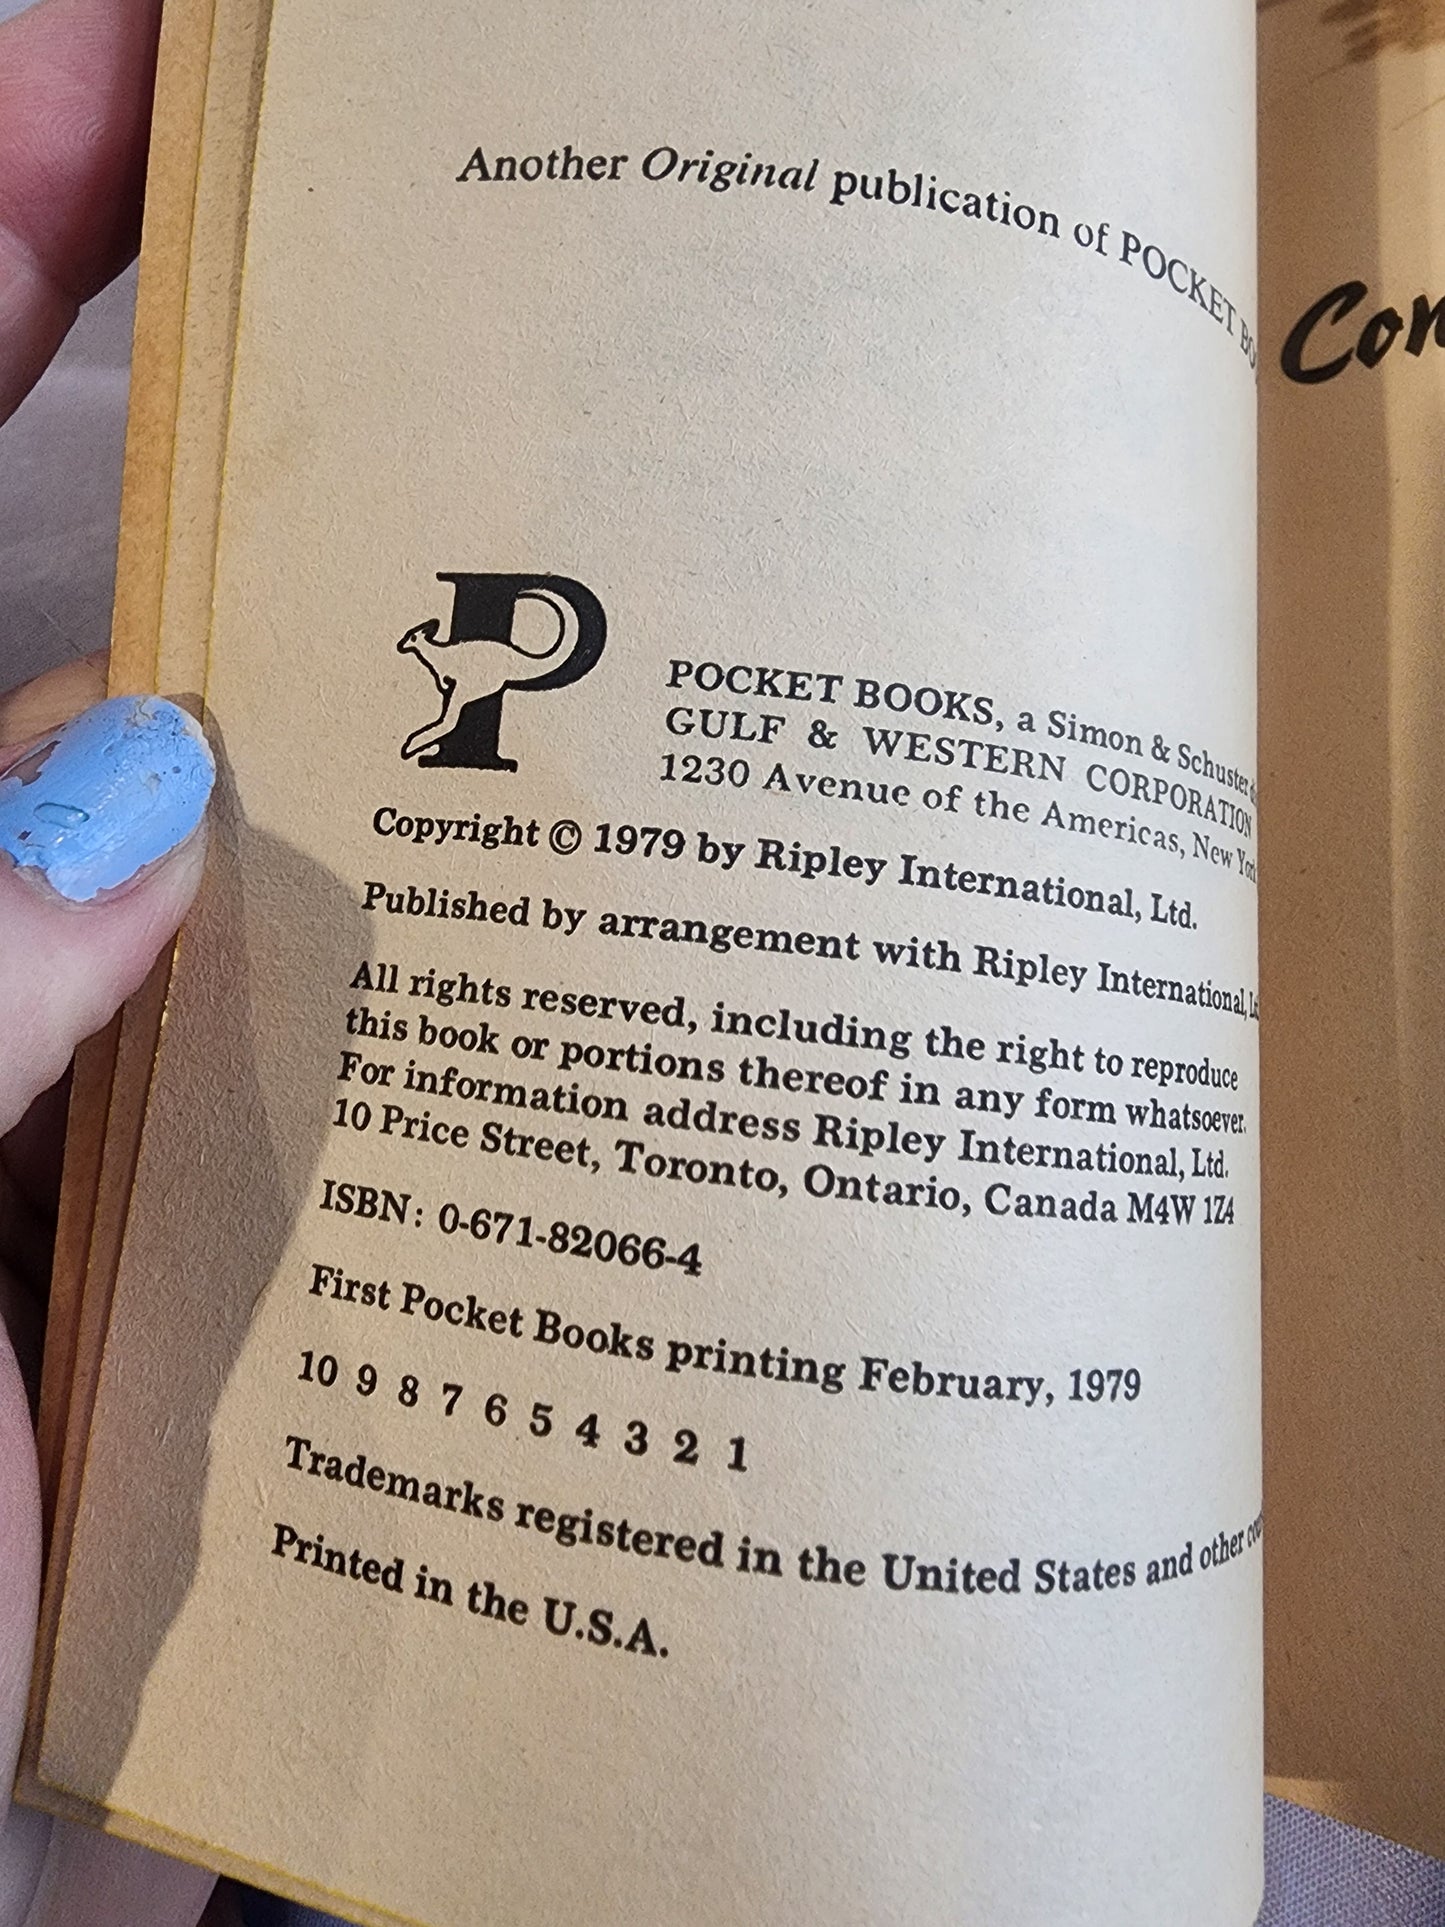 Another Original publication of POCKET
POCKET BOOKS, a Simon & Schuster
GULF & WESTERN CORPORATION
1230 Avenue of the Americas, New
Copyright © 1979 by Ripley International, Ltd.
Published by arrangement with Ripley International,
All rights reserved, including the right to reproduce
this book or portions thereof in any form whatsoever.
For information address Ripley International, Ltd.
10 Price Street, Toronto, Ontario, Canada M4W 1Z4
ISBN: 0-671-82066-4
First Pocket Books printing February, 1979
10 9 8 7 6 5 4 3 2 1
Trademarks registered in the United States and other
Printed in the U.S.A.